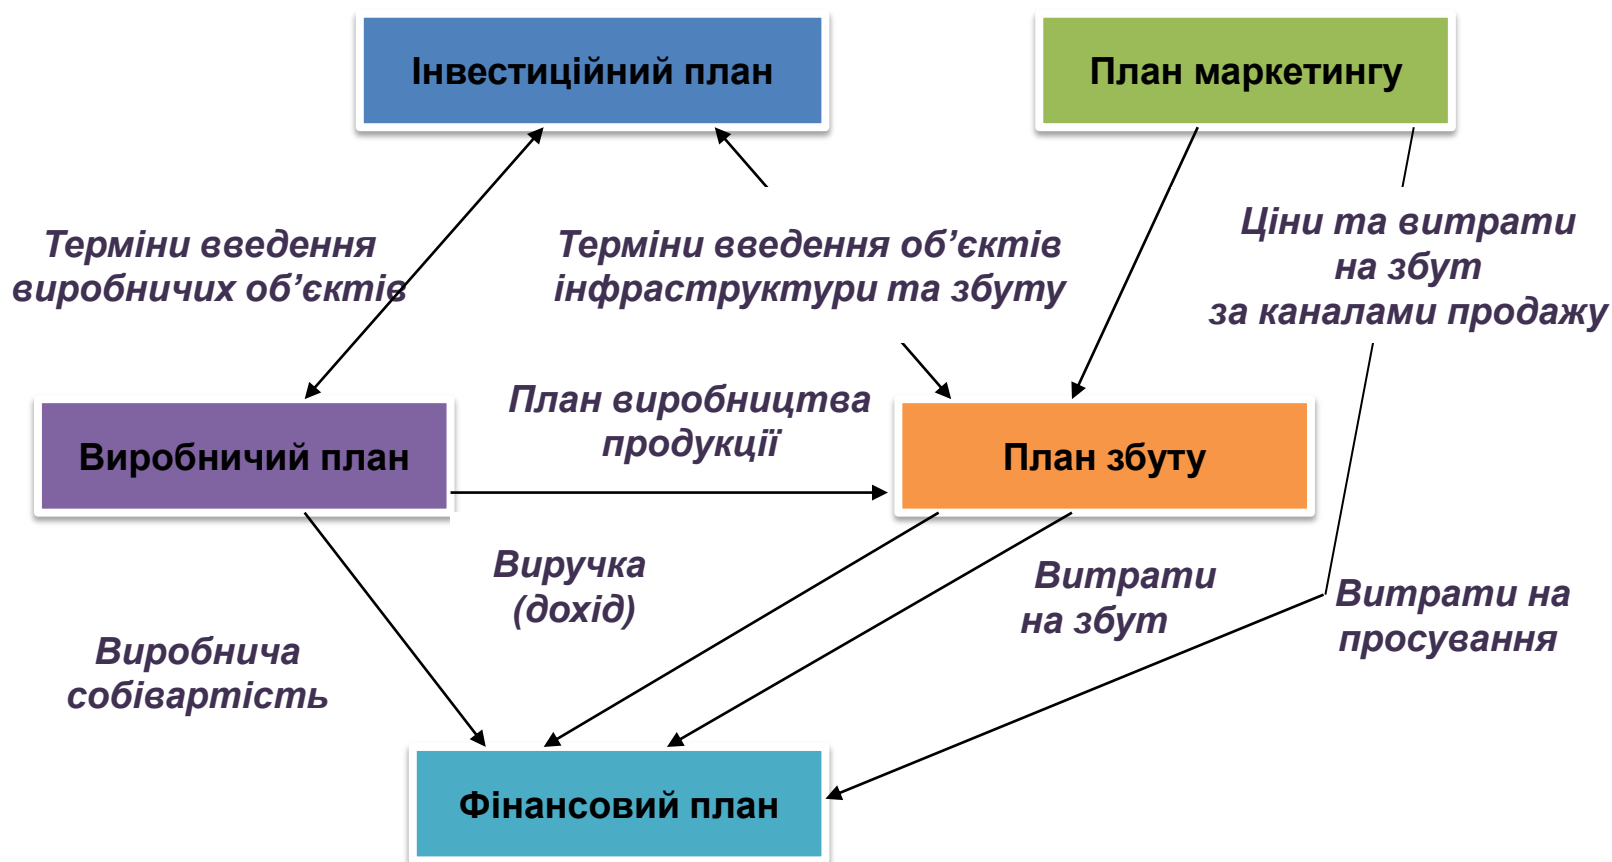 Інвестиційний план
План маркетингу
Терміни введення
виробничих об’єктів
Терміни введення об’єктів
інфраструктури та збуту
Ціни та витрати
на збут
за каналами продажу
План виробництва
продукції
Виробничий план
План збуту
Виручка
(дохід)
Витрати
на збут
Витрати на
просування
Виробнича
собівартість
Фінансовий план